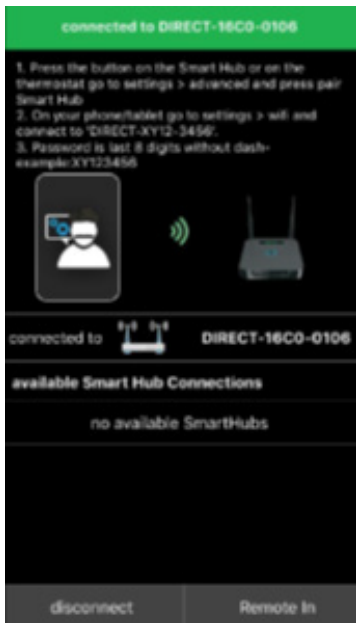 connected to DIRECT-16C0-0106
1. Press the button on the Smart Hub or on the
thermostat go to settings > advanced and press pair
Smart Hub
2. On your phone/tablet go to settings > wifi and
connect to 'DIRECT-XY12-3456'.
3. Password is last 8 digits without dash-
example:XY123456
connected to DIRECT-16C0-0106
available Smart Hub Connections
no available SmartHubs
disconnect Remote In